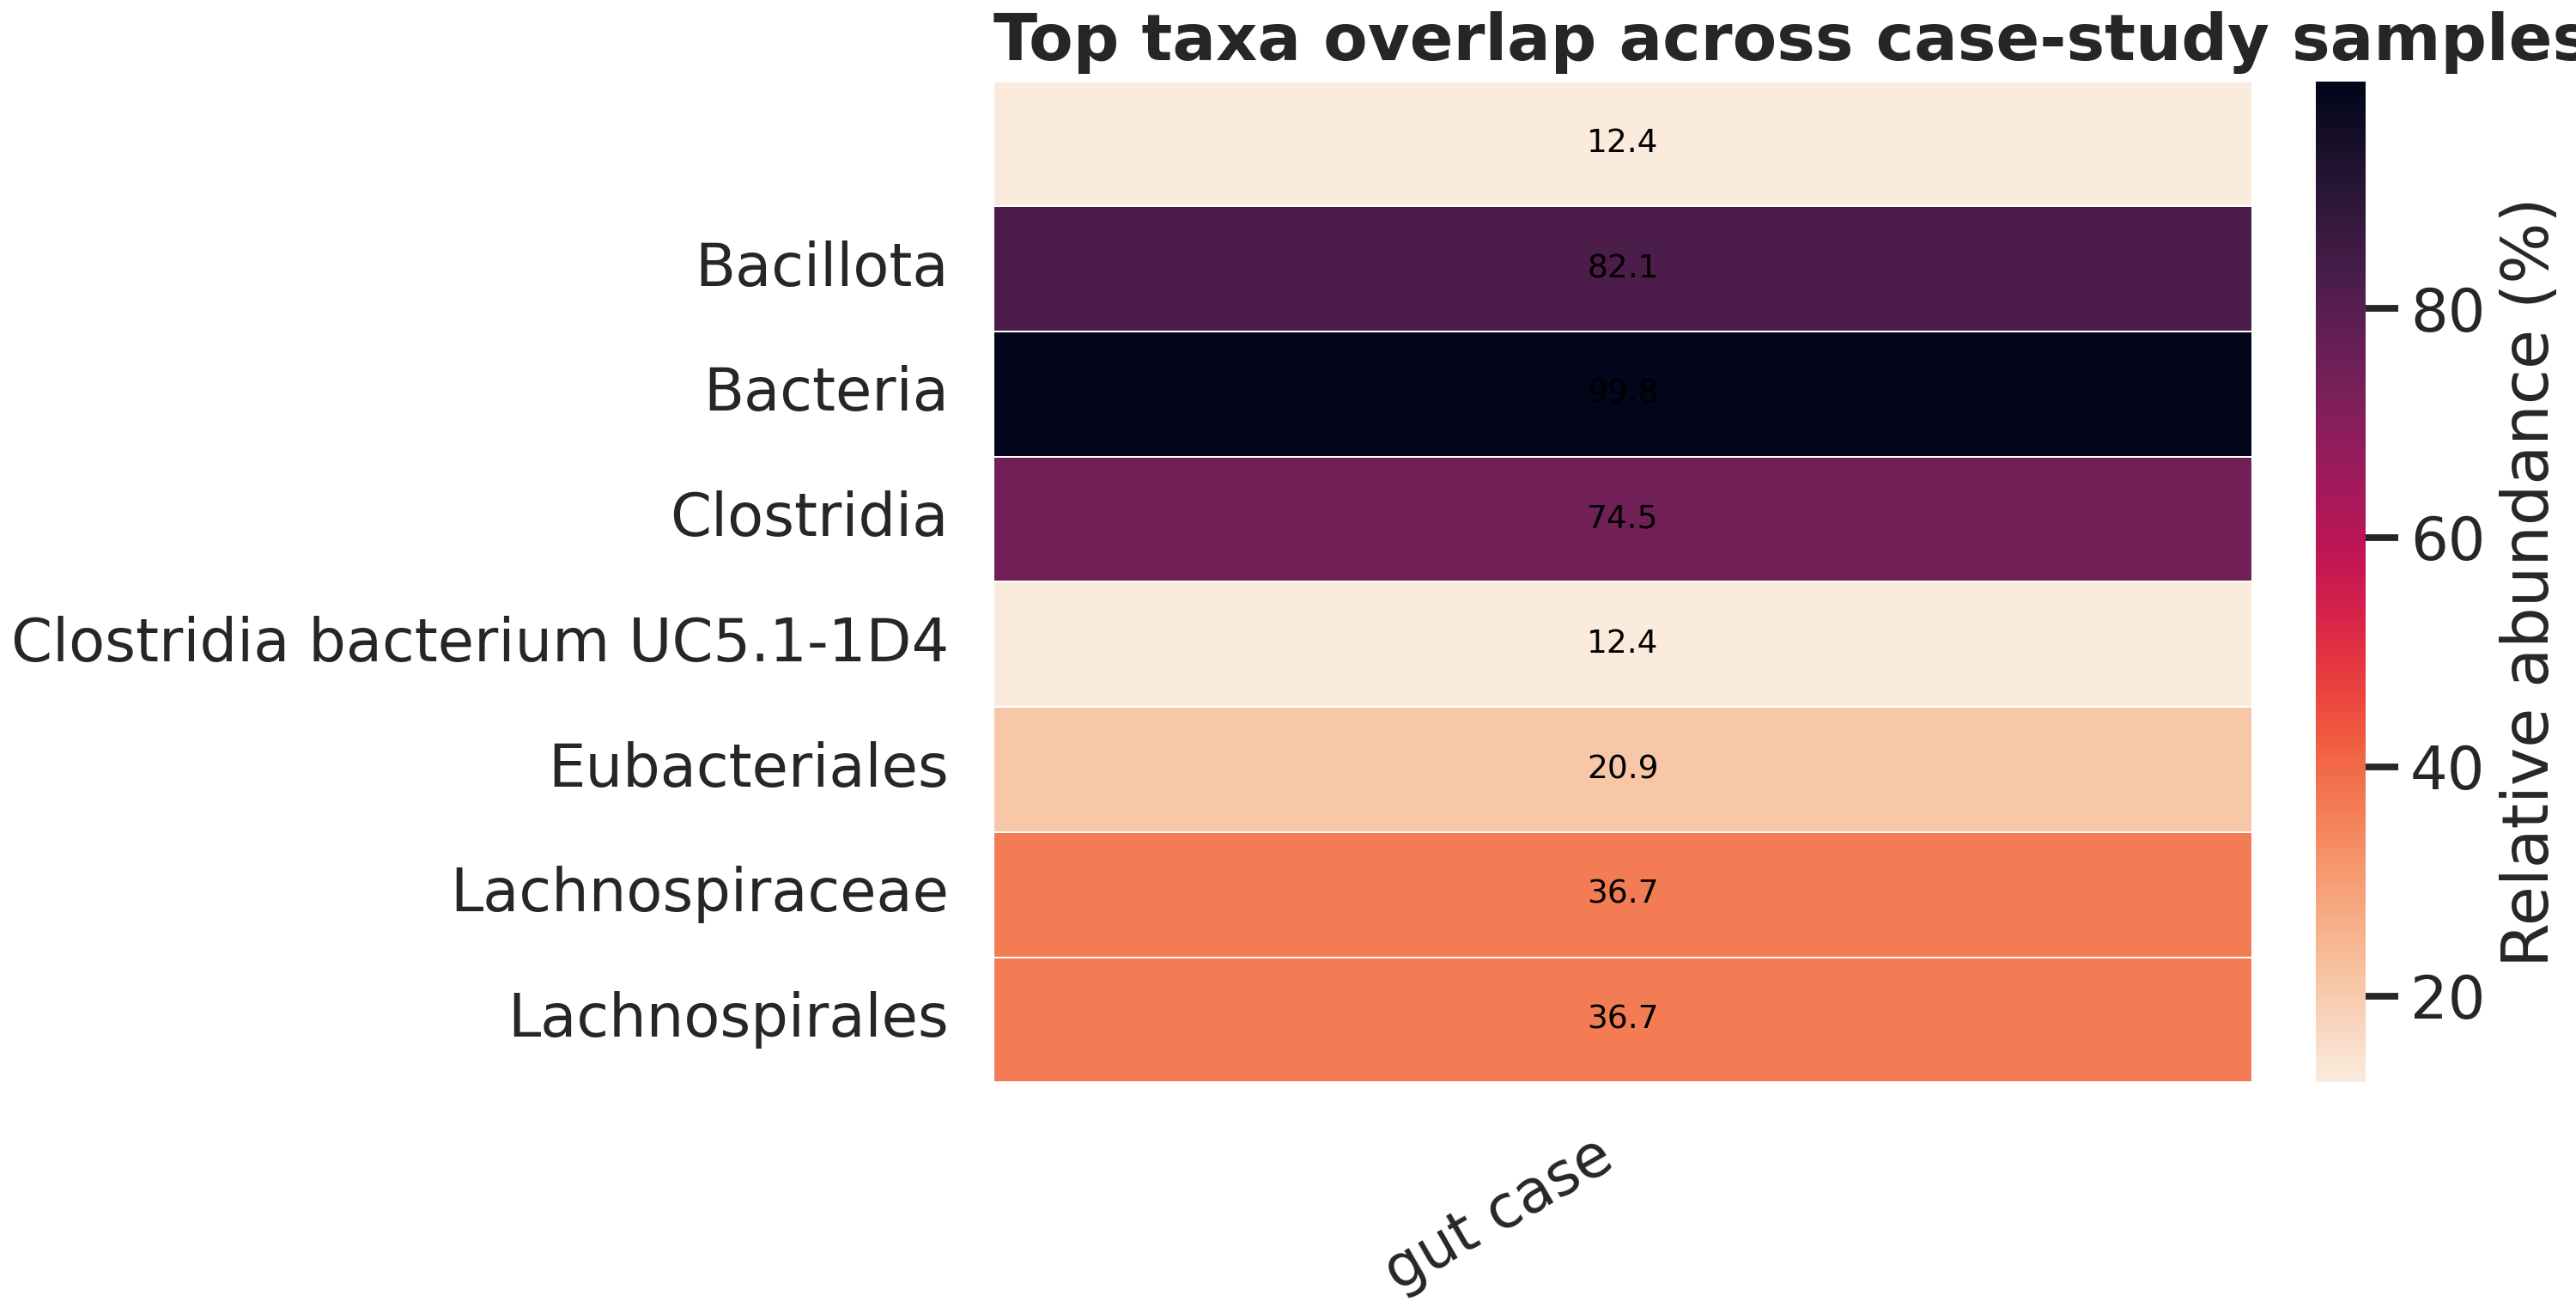 Top taxa overlap across case-study samples
12.4
Bacillota 82.1
Bacteria 99.8
Clostridia 74.5
Clostridia bacterium UC5.1-1D4 12.4
Eubacteriales 20.9
Lachnospiraceae 36.7
Lachnospirales 36.7
gut case
80
60
40
20
Relative abundance (%)